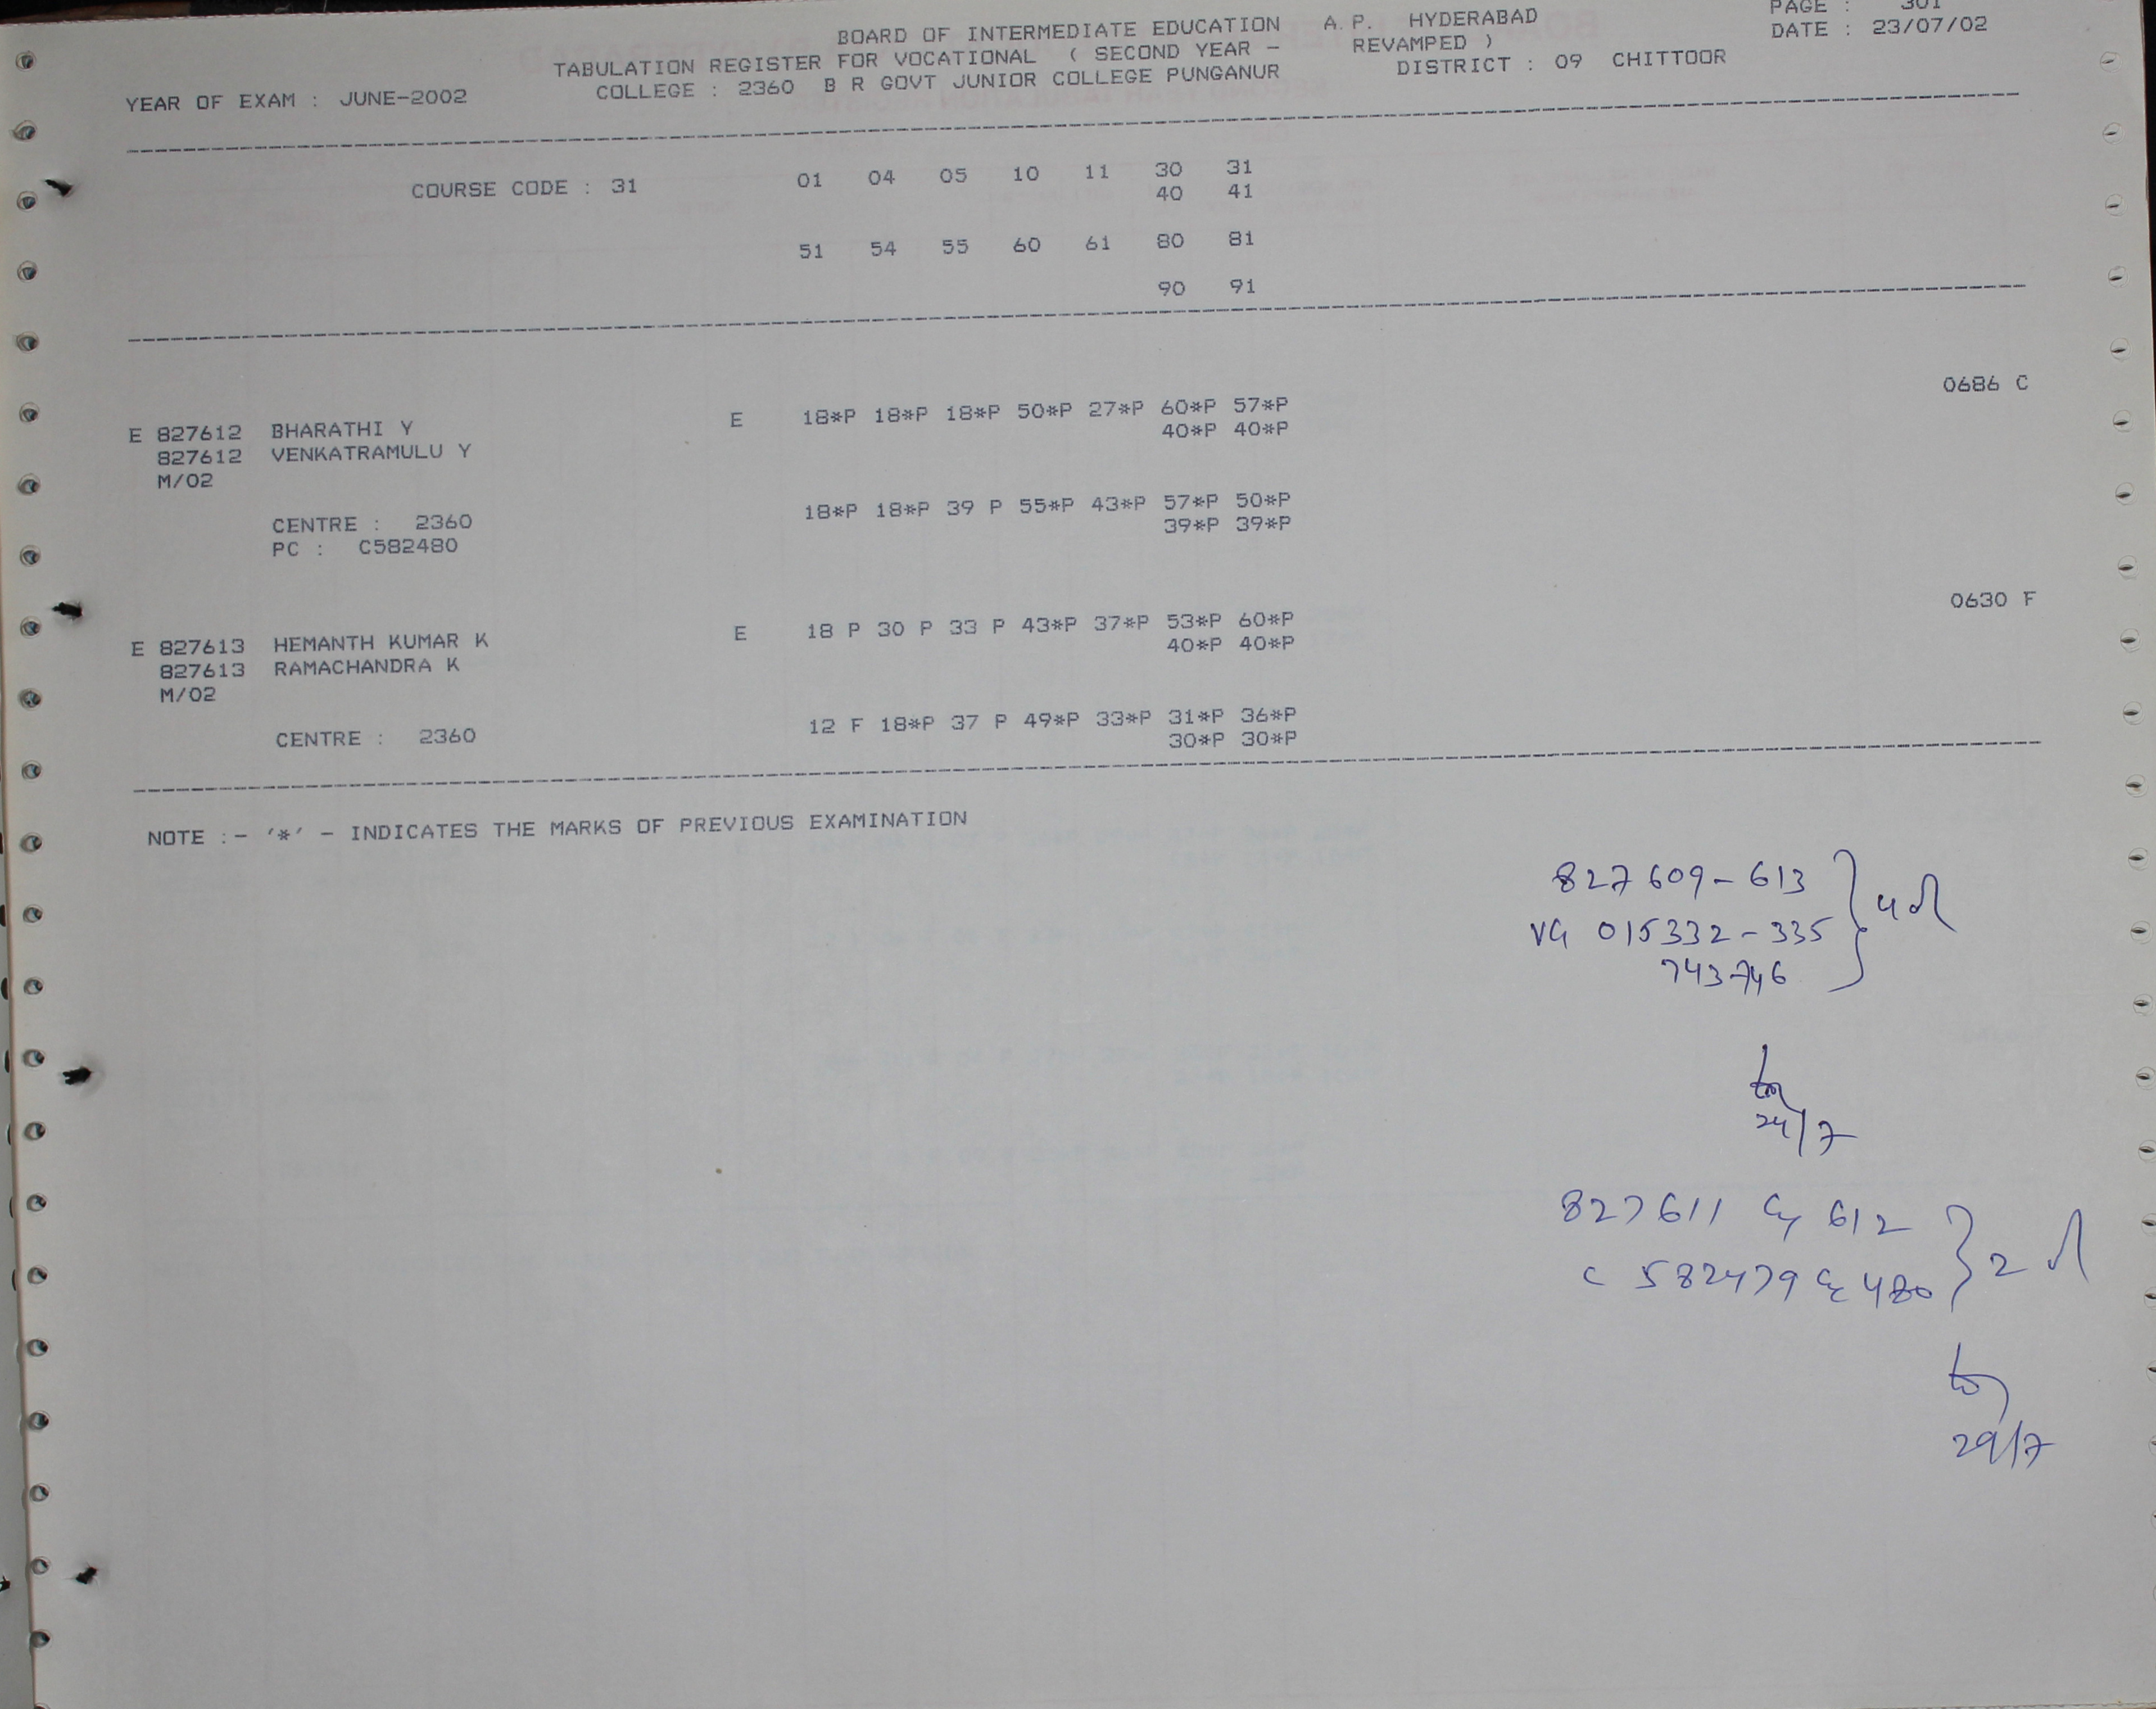 PAGE : 301
BOARD OF INTERMEDIATE EDUCATION A.P. HYDERABAD DATE : 23/07/02
TABULATION REGISTER FOR VOCATIONAL ( SECOND YEAR - REVAMPED )
YEAR OF EXAM : JUNE-2002 COLLEGE : 2360 B R GOVT JUNIOR COLLEGE PUNGANUR DISTRICT : 09 CHITTOOR
COURSE CODE : 31 01 04 05 10 11 30 31
40 41
51 54 55 60 61 80 81
90 91
E 827612 BHARATHI Y E 18*P 18*P 18*P 50*P 27*P 60*P 57*P 0686 C
827612 VENKATRAMULU Y 40*P 40*P
M/02
CENTRE : 2360 18*P 18*P 39 P 55*P 43*P 57*P 50*P
PC : C582480 39*P 39*P
E 827613 HEMANTH KUMAR K E 18 P 30 P 33 P 43*P 37*P 53*P 60*P 0630 F
827613 RAMACHANDRA K 40*P 40*P
M/02
CENTRE : 2360 12 F 18*P 37 P 49*P 33*P 31*P 36*P
30*P 30*P
NOTE :- '*' - INDICATES THE MARKS OF PREVIOUS EXAMINATION
827609-613
VG 015332-335
743746
24/7
827611 & 612
C 582479 & 480 } 2
29/7